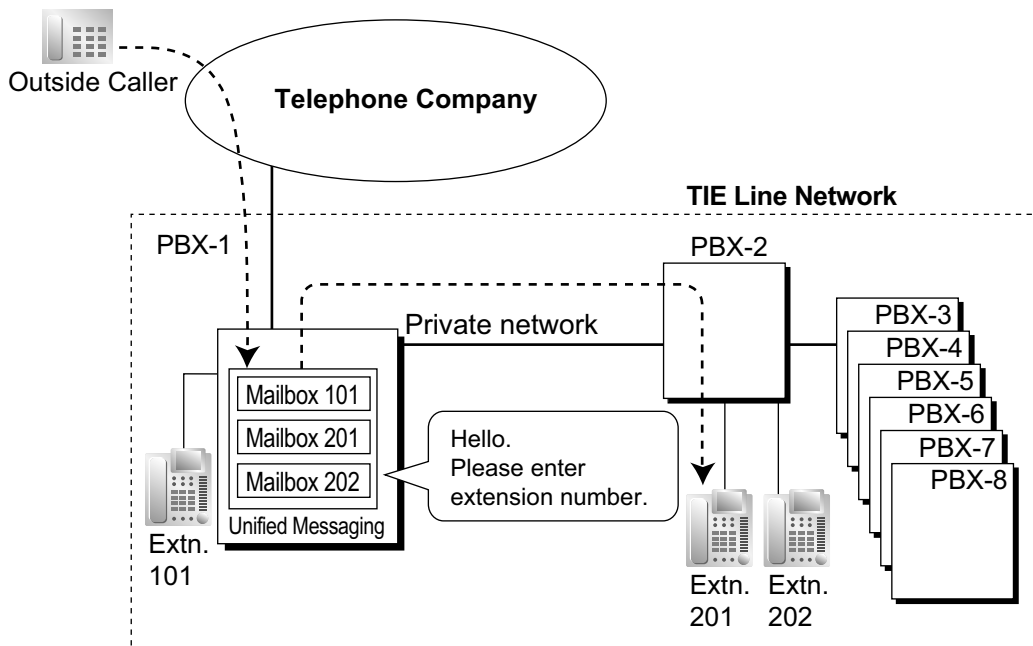 Outside Caller
Telephone Company
TIE Line Network
PBX-1
PBX-2
Private network
PBX-3
PBX-4
PBX-5
PBX-6
PBX-7
PBX-8
Mailbox 101
Mailbox 201
Mailbox 202
Unified Messaging
Hello.
Please enter
extension number.
Extn.
101
Extn.
201
Extn.
202